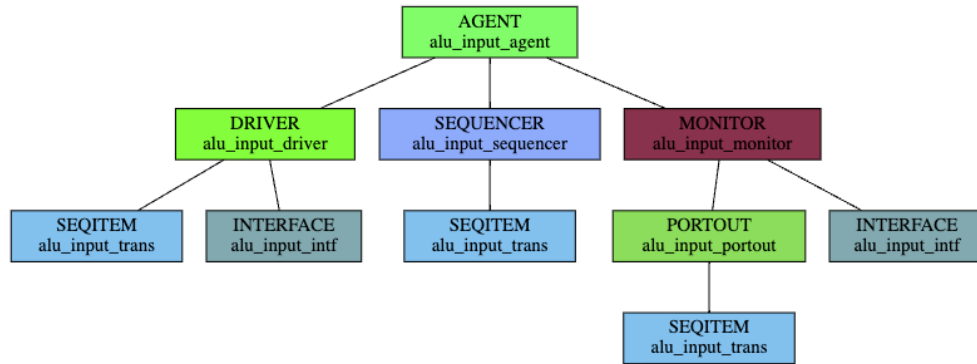 AGENT
alu_input_agent
DRIVER
alu_input_driver
SEQUENCER
alu_input_sequencer
MONITOR
alu_input_monitor
SEQITEM
alu_input_trans
INTERFACE
alu_input_intf
SEQITEM
alu_input_trans
PORTOUT
alu_input_portout
INTERFACE
alu_input_intf
SEQITEM
alu_input_trans